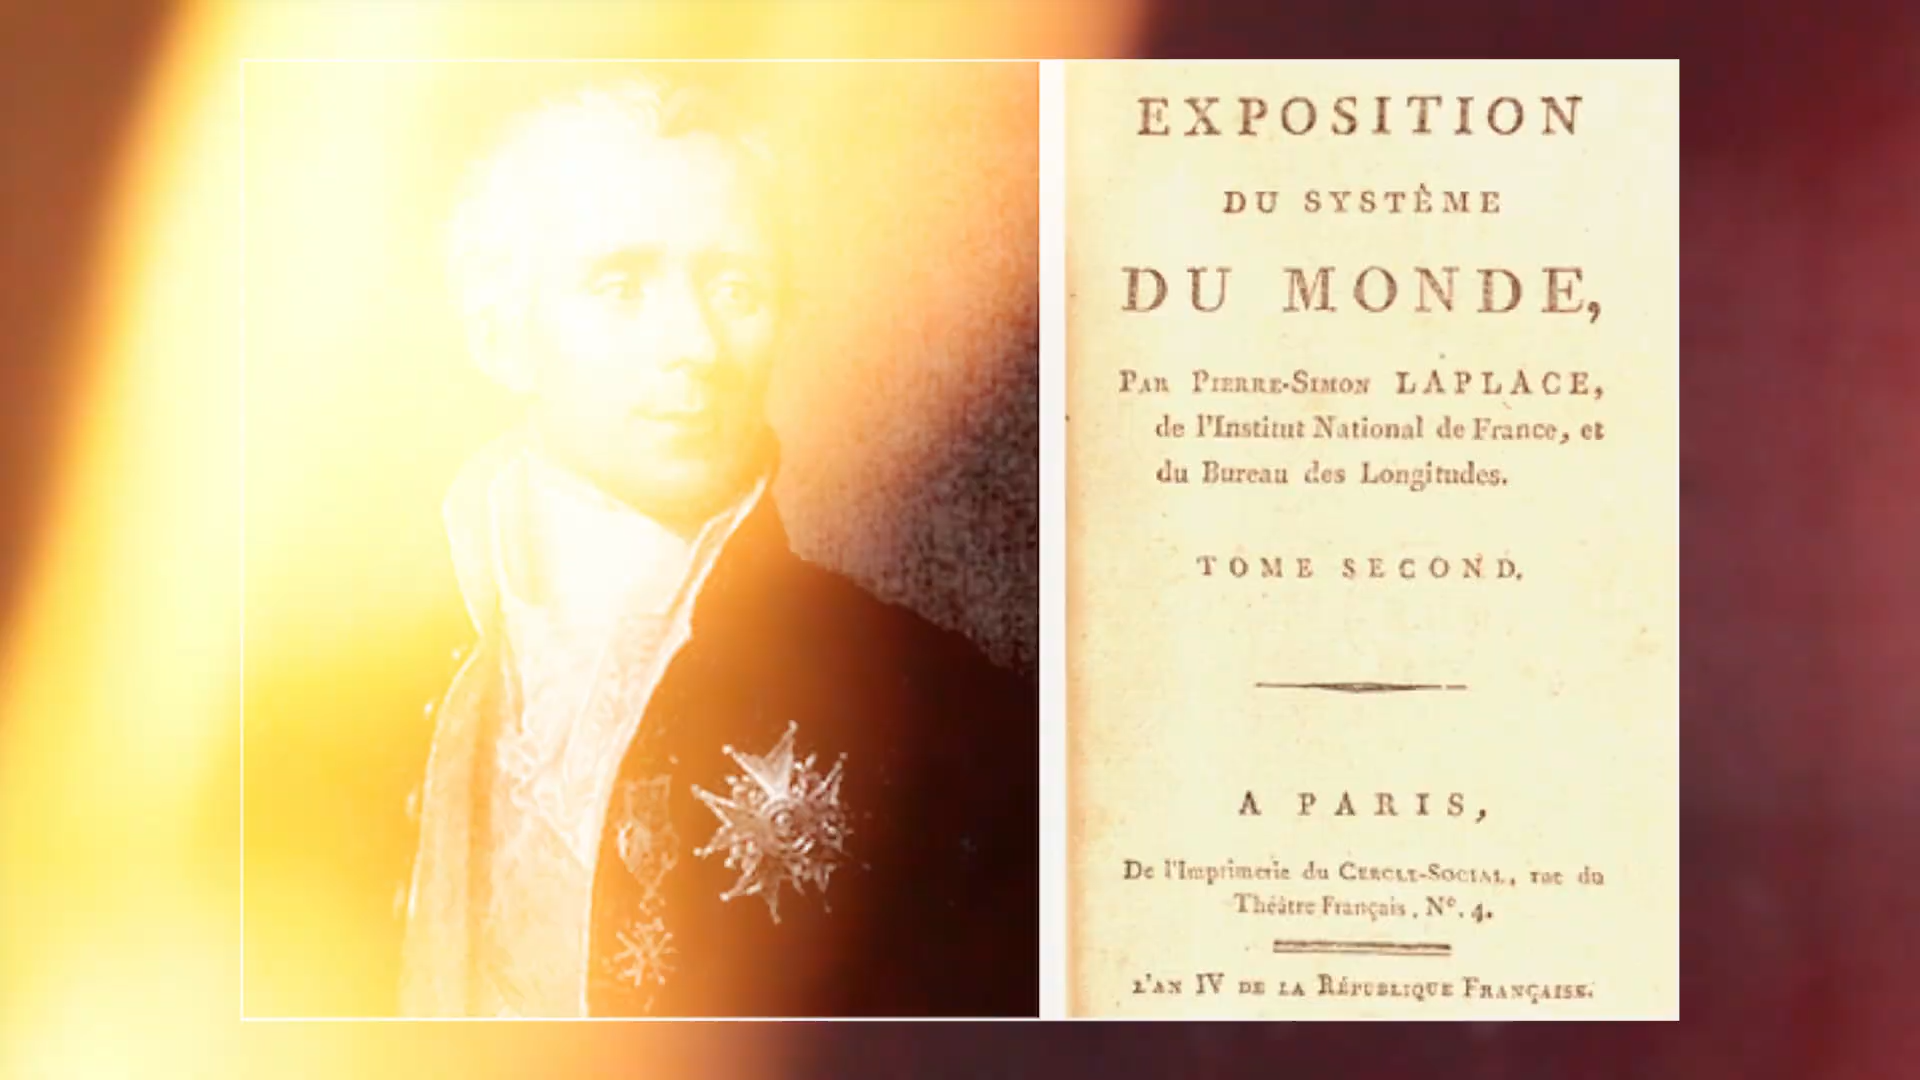 EXPOSITION
DU SYSTÊME
DU MONDE,
PAR PIERRE-SIMON LAPLACE,
de l'Institut National de France, et
du Bureau des Longitudes.
TOME SECOND.
A PARIS,
De l'Imprimerie du CERCLE-SOCIAL, rue du
Théâtre Français, N°. 4.
L'AN IV DE LA RÉPUBLIQUE FRANÇAISE.